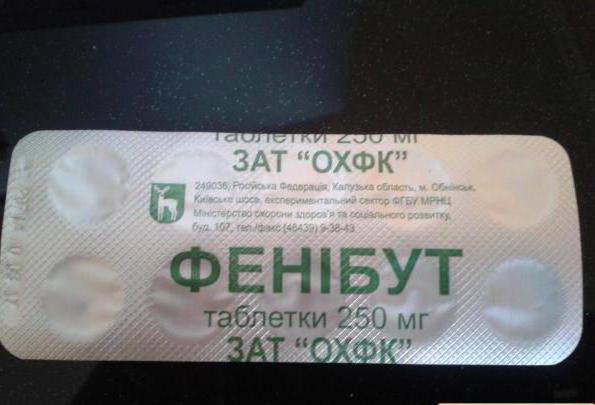 таблетки 250 мг
ЗАТ "ОХФК"
249036, Російська Федерація, Калузька область, м. Обнінськ,
Київське шосе, експериментальний сектор ФГБУ МРНЦ
Міністерство охорони здоров'я та соціального розвитку,
буд. 107, тел./факс (48439) 9-38-43
ФЕНІБУТ
таблетки 250 мг
ЗАТ "ОХФК"